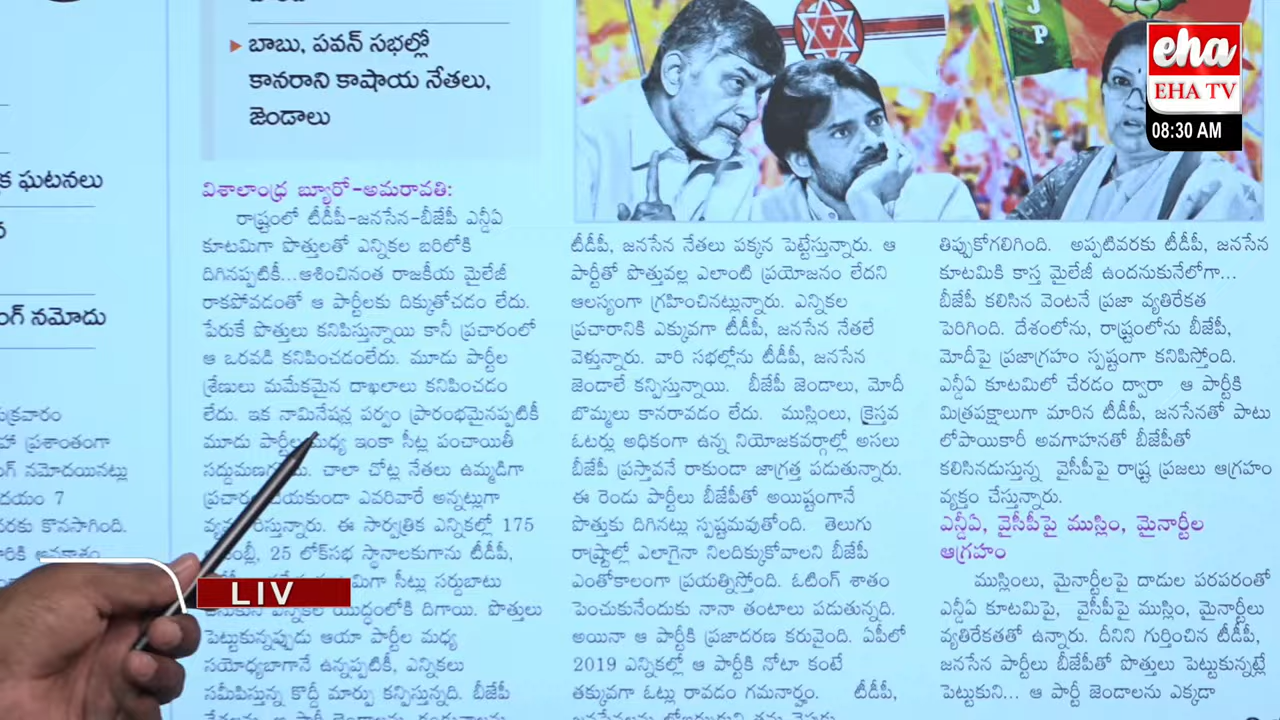 బాబు, పవన్ సభల్లో
కానరాని కాషాయ నేతలు,
జెండాలు
క ఘటనలు
ంగ్ నమోదు
ఉదయం 7
వరకు కొనసాగింది.
విశాలాంధ్ర బ్యూరో-అమరావతి:
రాష్ట్రంలో టీడీపీ-జనసేన-బీజేపీ ఎన్డీఏ
కూటమిగా పొత్తులతో ఎన్నికల బరిలోకి
దిగినప్పటికీ...ఆశించినంత రాజకీయ మైలేజీ
రాకపోవడంతో ఆ పార్టీలకు దిక్కుతోచడం లేదు.
పేరుకే పొత్తులు కనిపిస్తున్నాయి కానీ ప్రచారంలో
ఆ ఒరవడి కనిపించడంలేదు. మూడు పార్టీల
శ్రేణులు మమేకమైన దాఖలాలు కనిపించడం
లేదు. ఇక నామినేషన్ల పర్వం ప్రారంభమైనప్పటికీ
మూడు పార్టీల మధ్య ఇంకా సీట్ల పంచాయితీ
చాలా చోట్ల నేతలు ఉమ్మడిగా
ఎవరివారే అన్నట్లుగా
ఈ సార్వత్రిక ఎన్నికల్లో 175
25 లోక్‌సభ స్థానాలకుగాను టీడీపీ,
సీట్లు సర్దుబాటు
యుద్ధంలోకి దిగాయి. పొత్తులు
పెట్టుకున్నప్పుడు ఆయా పార్టీల మధ్య
సయోధ్యబాగానే ఉన్నప్పటికీ, ఎన్నికలు
సమీపిస్తున్న కొద్దీ మార్పు కన్పిస్తున్నది. బీజేపీ
టీడీపీ, జనసేన నేతలు పక్కన పెట్టేస్తున్నారు. ఆ
పార్టీతో పొత్తువల్ల ఎలాంటి ప్రయోజనం లేదని
ఆలస్యంగా గ్రహించినట్లున్నారు. ఎన్నికల
ప్రచారానికి ఎక్కువగా టీడీపీ, జనసేన నేతలే
వెళ్తున్నారు. వారి సభల్లోను టీడీపీ, జనసేన
జెండాలే కన్పిస్తున్నాయి. బీజేపీ జెండాలు, మోదీ
బొమ్మలు కానరావడం లేదు. ముస్లింలు, క్రైస్తవ
ఓటర్లు అధికంగా ఉన్న నియోజకవర్గాల్లో అసలు
బీజేపీ ప్రస్తావనే రాకుండా జాగ్రత్త పడుతున్నారు.
ఈ రెండు పార్టీలు బీజేపీతో అయిష్టంగానే
పొత్తుకు దిగినట్లు స్పష్టమవుతోంది. తెలుగు
రాష్ట్రాల్లో ఎలాగైనా నిలదిక్కుకోవాలని బీజేపీ
ఎంతోకాలంగా ప్రయత్నిస్తోంది. ఓటింగ్ శాతం
పెంచుకునేందుకు నానా తంటాలు పడుతున్నది.
అయినా ఆ పార్టీకి ప్రజాదరణ కరువైంది. ఏపీలో
2019 ఎన్నికల్లో ఆ పార్టీకి నోటా కంటే
తక్కువగా ఓట్లు రావడం గమనార్హం. టీడీపీ,
తిప్పుకోగలిగింది. అప్పటివరకు టీడీపీ, జనసేన
కూటమికి కాస్త మైలేజీ ఉందనుకునేలోగా...
బీజేపీ కలిసిన వెంటనే ప్రజా వ్యతిరేకత
పెరిగింది. దేశంలోను, రాష్ట్రంలోను బీజేపీ,
మోదీపై ప్రజాగ్రహం స్పష్టంగా కనిపిస్తోంది.
ఎన్డీఏ కూటమిలో చేరడం ద్వారా ఆ పార్టీకి
మిత్రపక్షాలుగా మారిన టీడీపీ, జనసేనతో పాటు
లోపాయికారీ అవగాహనతో బీజేపీతో
కలిసినడుస్తున్న వైసీపీపై రాష్ట్ర ప్రజలు ఆగ్రహం
వ్యక్తం చేస్తున్నారు.
ఎన్డీఏ, వైసీపీపై ముస్లిం, మైనార్టీల
ఆగ్రహం
ముస్లింలు, మైనార్టీలపై దాడుల పరపరంతో
ఎన్డీఏ కూటమిపై, వైసీపీపై ముస్లిం, మైనార్టీలు
వ్యతిరేకతతో ఉన్నారు. దీనిని గుర్తించిన టీడీపీ,
జనసేన పార్టీలు బీజేపీతో పొత్తులు పెట్టుకున్నట్లే
పెట్టుకుని... ఆ పార్టీ జెండాలను ఎక్కడా
eha
EHA TV
08:30 AM
LIV